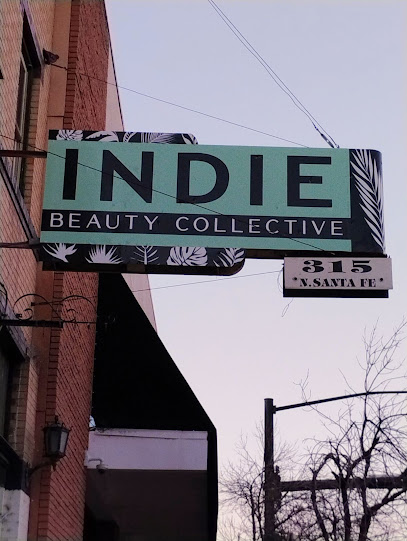 INDIE
BEAUTY COLLECTIVE
315
* N. SANTA FE *